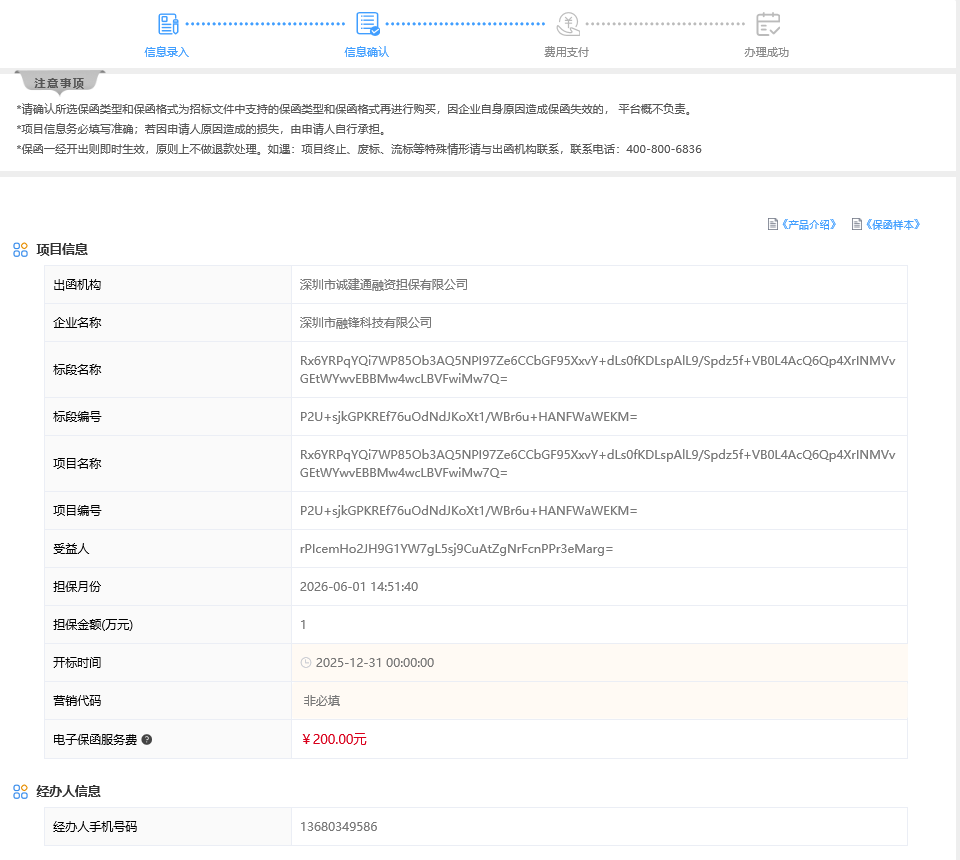 信息录入 信息确认 费用支付 办理成功
注意事项
*请确认所选保函类型和保函格式为招标文件中支持的保函类型和保函格式再进行购买，因企业自身原因造成保函失效的， 平台概不负责。
*项目信息务必填写准确；若因申请人原因造成的损失，由申请人自行承担。
*保函一经开出则即时生效，原则上不做退款处理。如遇：项目终止、废标、流标等特殊情形请与出函机构联系，联系电话：400-800-6836
《产品介绍》 《保函样本》
项目信息
出函机构 深圳市诚建通融资担保有限公司
企业名称 深圳市融锋科技有限公司
标段名称 Rx6YRPqYQi7WP85Ob3AQ5NPI97Ze6CCbGF95XxvY+dLs0fKDLspAlL9/Spdz5f+VB0L4AcQ6Qp4XrINMVv
GEtWYwvEBBMw4wcLBVFwiMw7Q=
标段编号 P2U+sjkGPKREf76uOdNdJKoXt1/WBr6u+HANFWaWEKM=
项目名称 Rx6YRPqYQi7WP85Ob3AQ5NPI97Ze6CCbGF95XxvY+dLs0fKDLspAlL9/Spdz5f+VB0L4AcQ6Qp4XrINMVv
GEtWYwvEBBMw4wcLBVFwiMw7Q=
项目编号 P2U+sjkGPKREf76uOdNdJKoXt1/WBr6u+HANFWaWEKM=
受益人 rPIcemHo2JH9G1YW7gL5sj9CuAtZgNrFcnPPr3eMarg=
担保月份 2026-06-01 14:51:40
担保金额(万元) 1
开标时间 2025-12-31 00:00:00
营销代码 非必填
电子保函服务费 ￥200.00元
经办人信息
经办人手机号码 13680349586